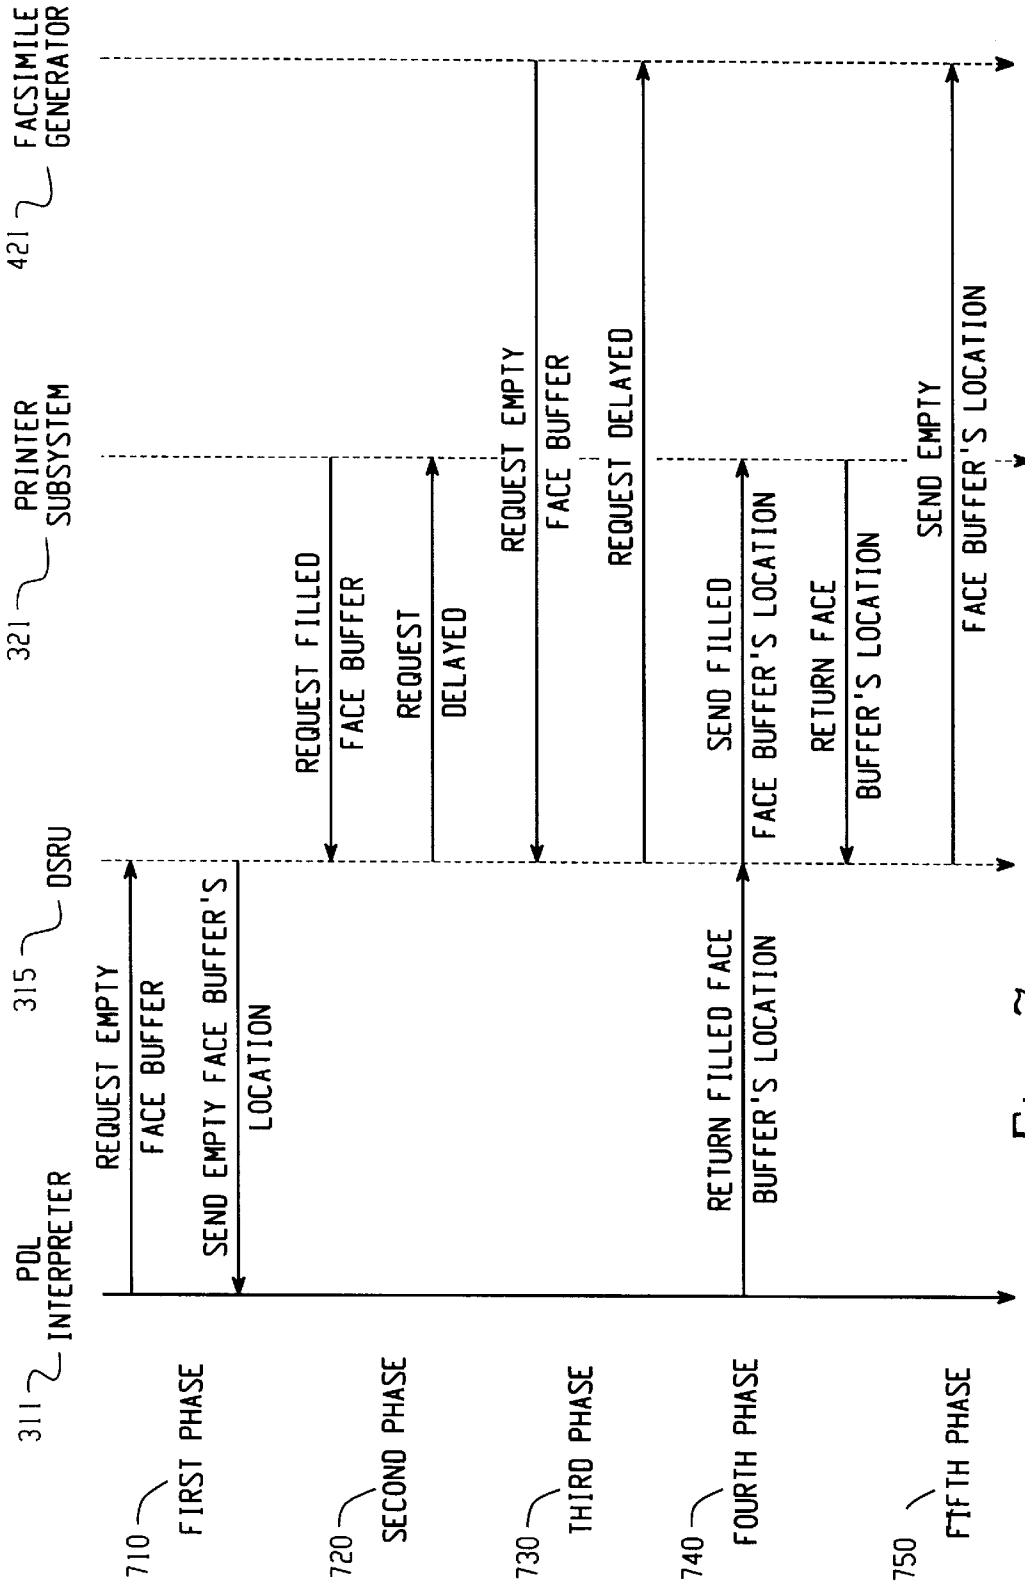 311 PDL
INTERPRETER
315 DSRU
321 PRINTER
SUBSYSTEM
421 FACSIMILE
GENERATOR
710
FIRST PHASE
REQUEST EMPTY
FACE BUFFER
SEND EMPTY FACE BUFFER'S
LOCATION
720
SECOND PHASE
REQUEST FILLED
FACE BUFFER
REQUEST
DELAYED
730
THIRD PHASE
REQUEST EMPTY
FACE BUFFER
REQUEST DELAYED
740
FOURTH PHASE
RETURN FILLED FACE
BUFFER'S LOCATION
SEND FILLED
FACE BUFFER'S LOCATION
RETURN FACE
BUFFER'S LOCATION
750
FIFTH PHASE
SEND EMPTY
FACE BUFFER'S LOCATION